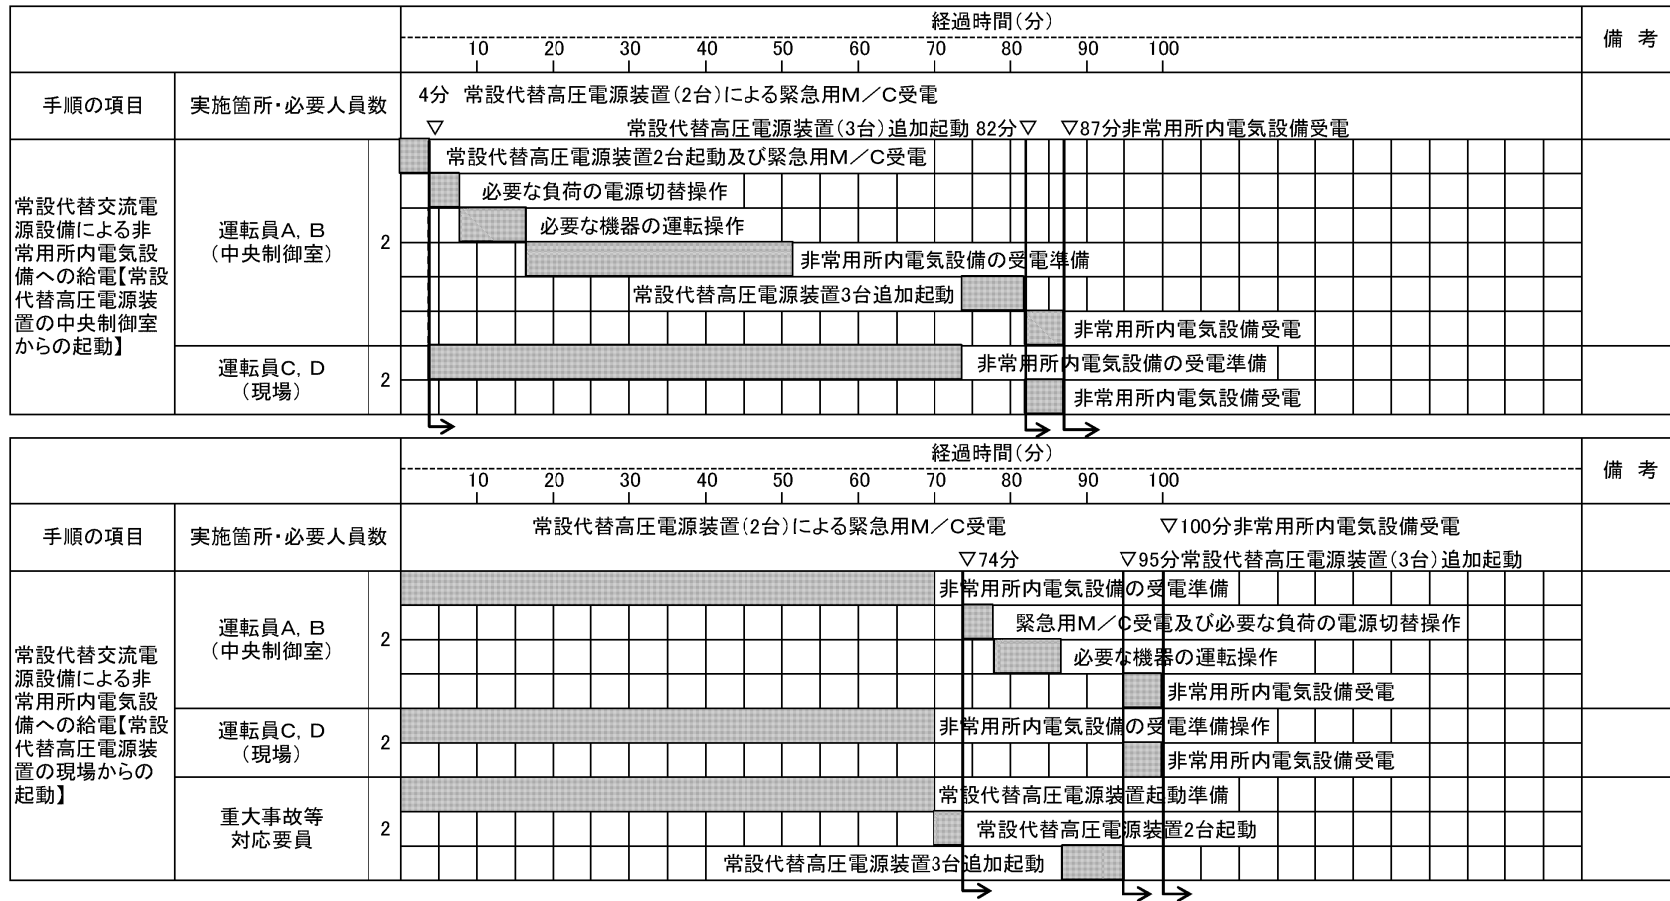 経過時間(分)
備 考
10 20 30 40 50 60 70 80 90 100
手順の項目
実施箇所・必要人員数
4分 常設代替高圧電源装置(2台)による緊急用M/C受電
▽
常設代替高圧電源装置(3台)追加起動 82分▽
▽87分非常用所内電気設備受電
常設代替交流電
源設備による非
常用所内電気設
備への給電【常設
代替高圧電源装
置の中央制御室
からの起動】
運転員A,B
(中央制御室)
2
常設代替高圧電源装置2台起動及び緊急用M/C受電
必要な負荷の電源切替操作
必要な機器の運転操作
非常用所内電気設備の受電準備
常設代替高圧電源装置3台追加起動
非常用所内電気設備受電
運転員C,D
(現場)
2
非常用所内電気設備の受電準備
非常用所内電気設備受電
経過時間(分)
備 考
10 20 30 40 50 60 70 80 90 100
手順の項目
実施箇所・必要人員数
常設代替高圧電源装置(2台)による緊急用M/C受電
▽100分非常用所内電気設備受電
▽74分
▽95分常設代替高圧電源装置(3台)追加起動
常設代替交流電
源設備による非
常用所内電気設
備への給電【常設
代替高圧電源装
置の現場からの
起動】
運転員A,B
(中央制御室)
2
非常用所内電気設備の受電準備
緊急用M/C受電及び必要な負荷の電源切替操作
必要な機器の運転操作
非常用所内電気設備受電
運転員C,D
(現場)
2
非常用所内電気設備の受電準備操作
非常用所内電気設備受電
重大事故等
対応要員
2
常設代替高圧電源装置起動準備
常設代替高圧電源装置2台起動
常設代替高圧電源装置3台追加起動